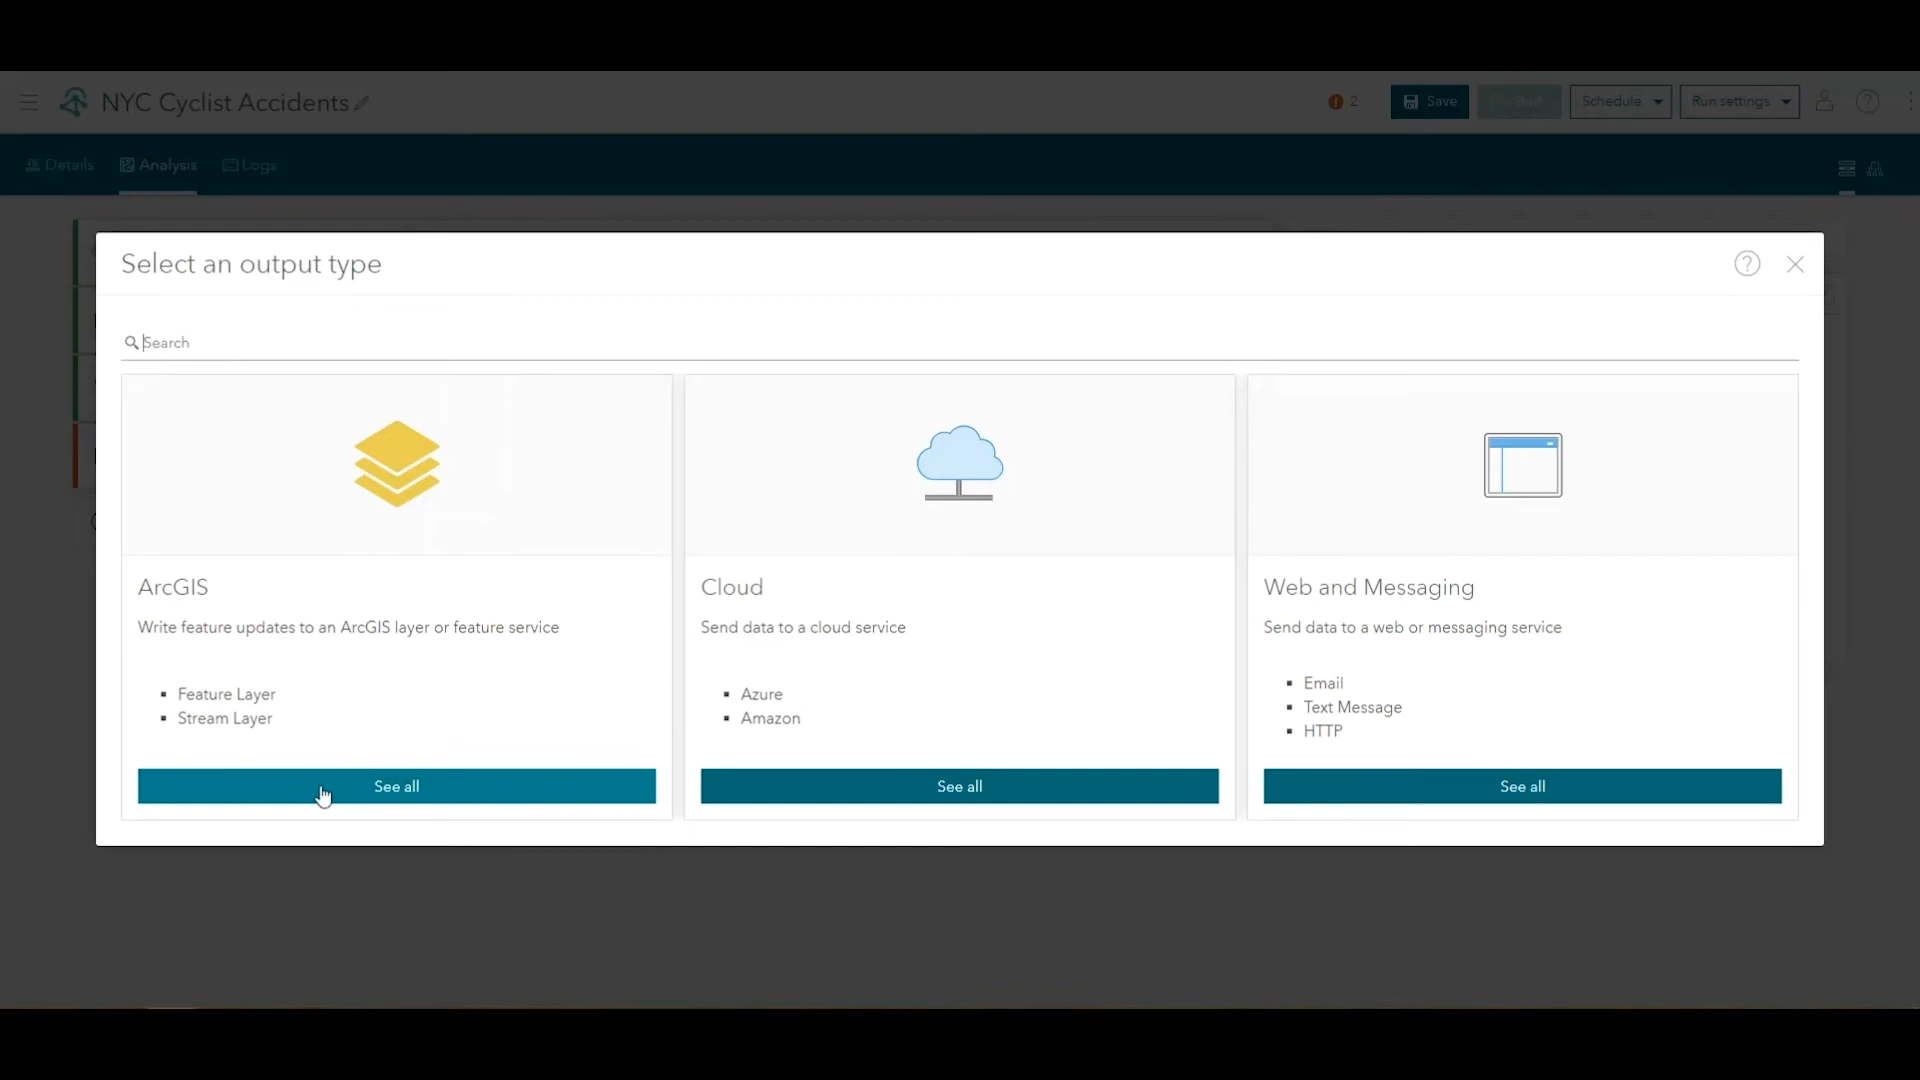 NYC Cyclist Accidents
2
Save
Start
Schedule
Run settings
?
Details
Analysis
Logs
Select an output type
?
Search
ArcGIS
Write feature updates to an ArcGIS layer or feature service
▪ Feature Layer
▪ Stream Layer
See all
Cloud
Send data to a cloud service
▪ Azure
▪ Amazon
See all
Web and Messaging
Send data to a web or messaging service
▪ Email
▪ Text Message
▪ HTTP
See all